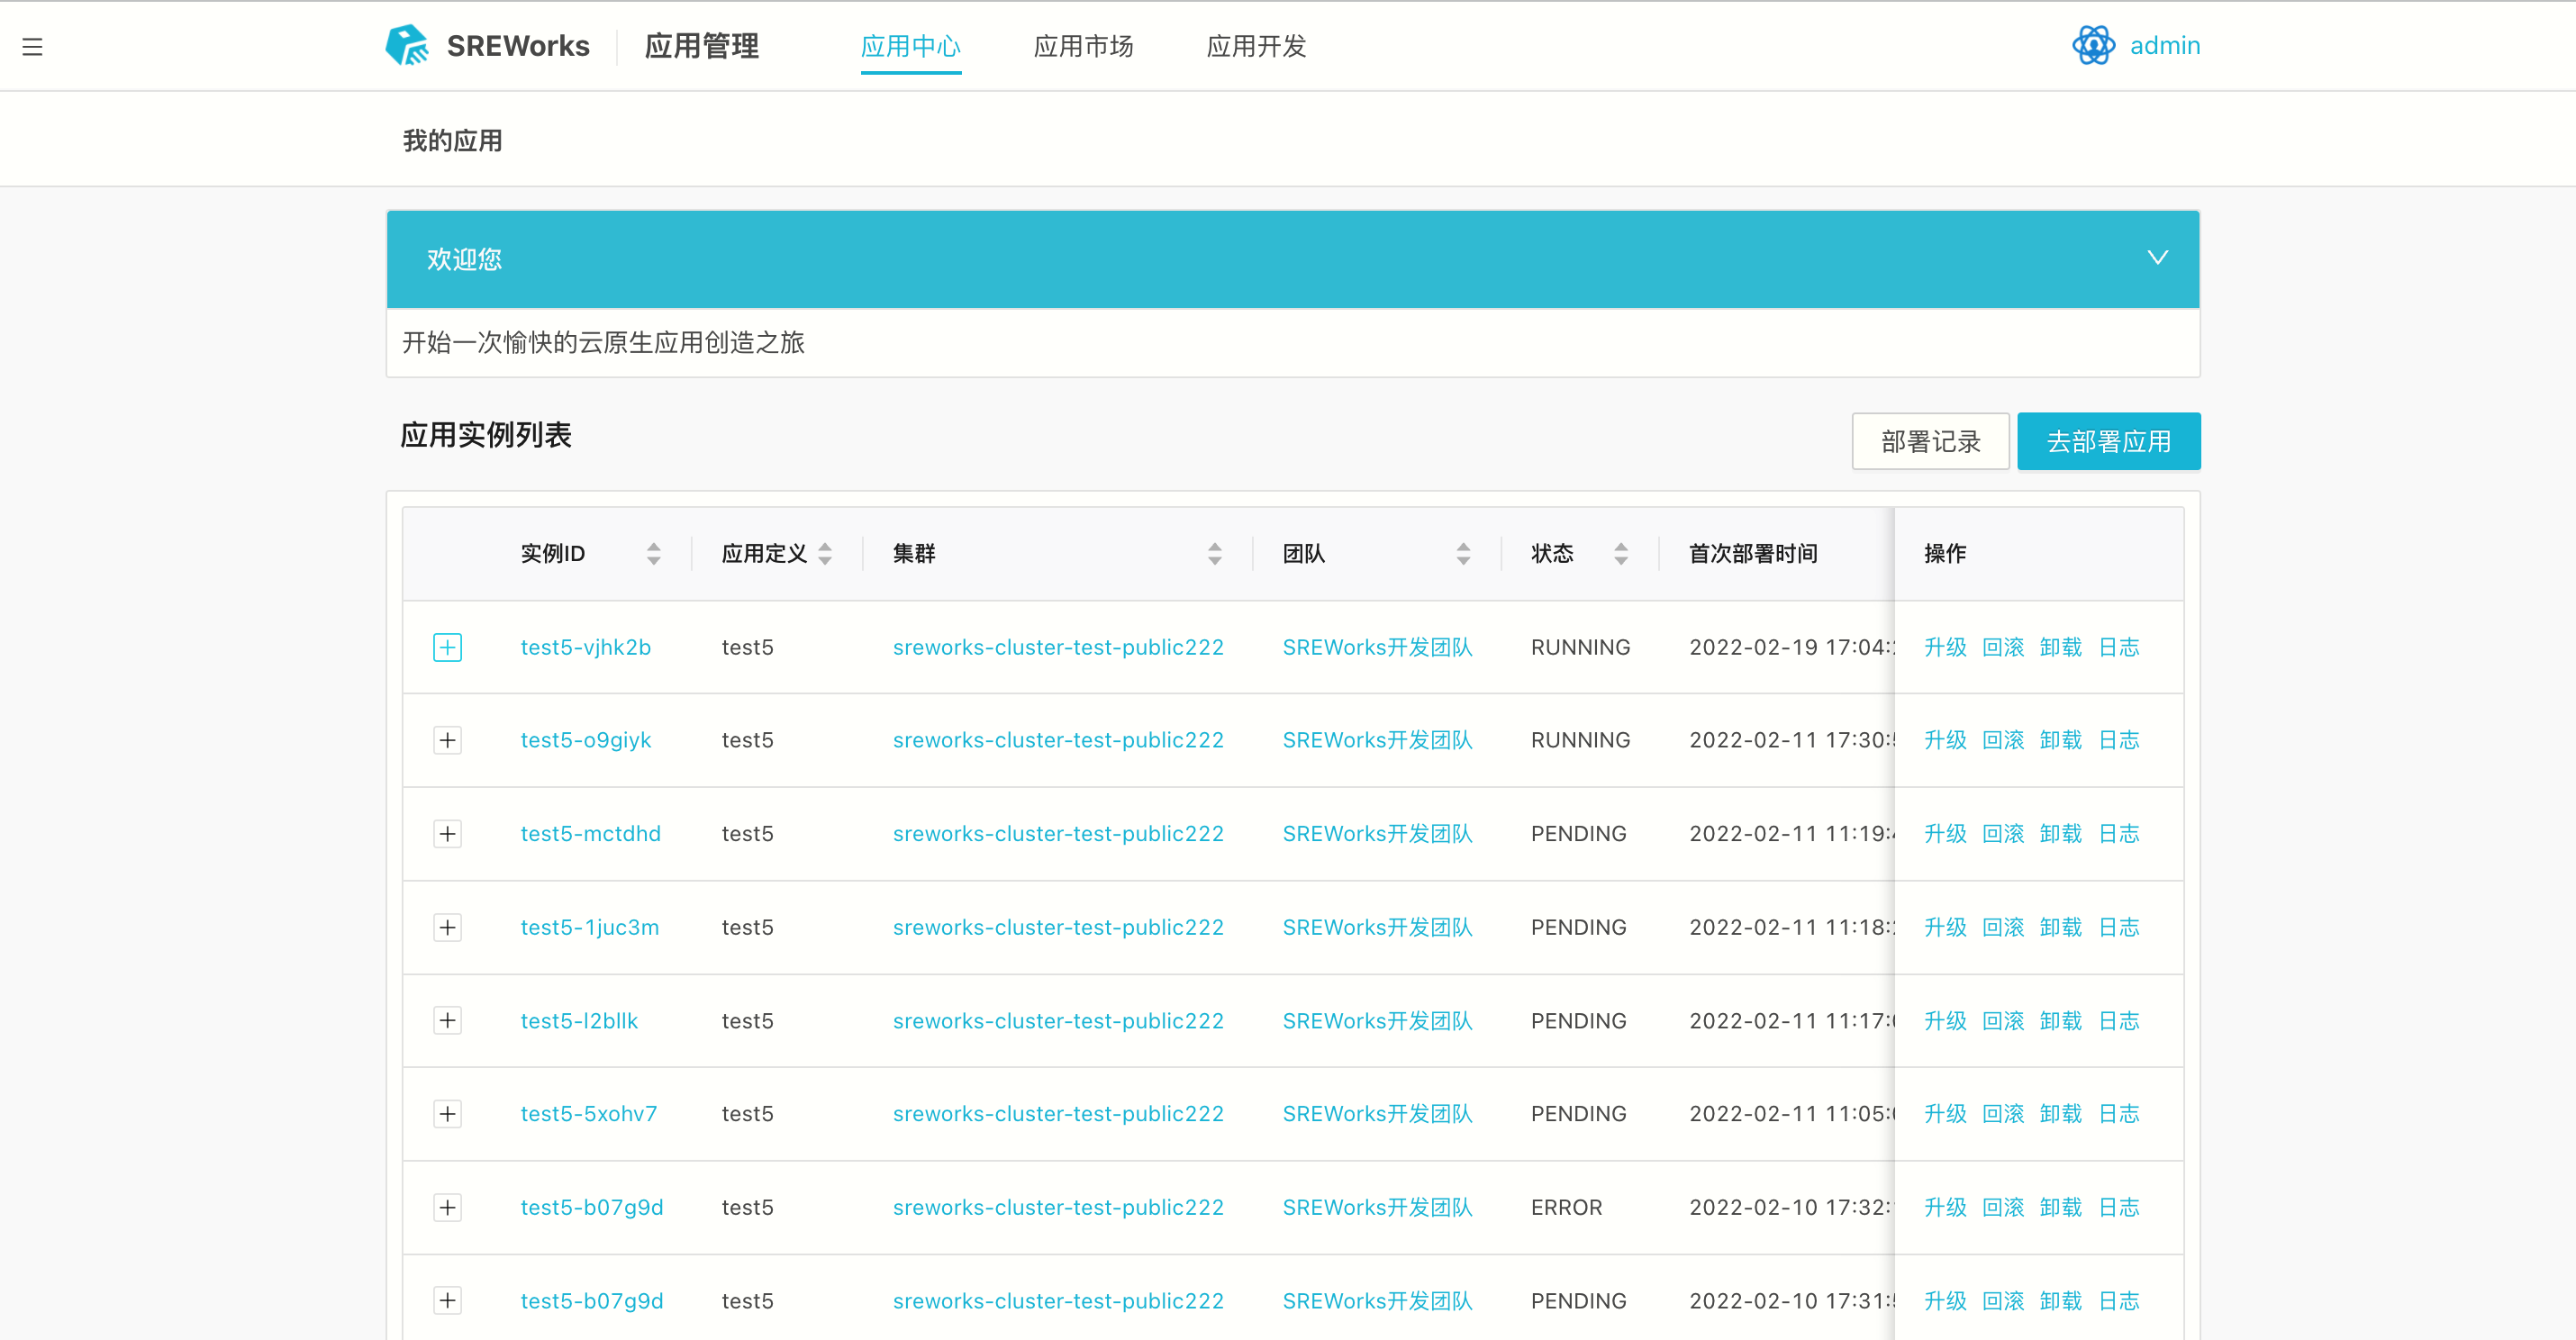 SREWorks 应用管理 应用中心 应用市场 应用开发 admin
我的应用
欢迎您
开始一次愉快的云原生应用创造之旅
应用实例列表 部署记录 去部署应用
实例ID 应用定义 集群 团队 状态 首次部署时间 操作
test5-vjhk2b test5 sreworks-cluster-test-public222 SREWorks开发团队 RUNNING 2022-02-19 17:04: 升级 回滚 卸载 日志
test5-o9giyk test5 sreworks-cluster-test-public222 SREWorks开发团队 RUNNING 2022-02-11 17:30: 升级 回滚 卸载 日志
test5-mctdhd test5 sreworks-cluster-test-public222 SREWorks开发团队 PENDING 2022-02-11 11:19: 升级 回滚 卸载 日志
test5-1juc3m test5 sreworks-cluster-test-public222 SREWorks开发团队 PENDING 2022-02-11 11:18: 升级 回滚 卸载 日志
test5-l2bllk test5 sreworks-cluster-test-public222 SREWorks开发团队 PENDING 2022-02-11 11:17: 升级 回滚 卸载 日志
test5-5xohv7 test5 sreworks-cluster-test-public222 SREWorks开发团队 PENDING 2022-02-11 11:05: 升级 回滚 卸载 日志
test5-b07g9d test5 sreworks-cluster-test-public222 SREWorks开发团队 ERROR 2022-02-10 17:32: 升级 回滚 卸载 日志
test5-b07g9d test5 sreworks-cluster-test-public222 SREWorks开发团队 PENDING 2022-02-10 17:31: 升级 回滚 卸载 日志